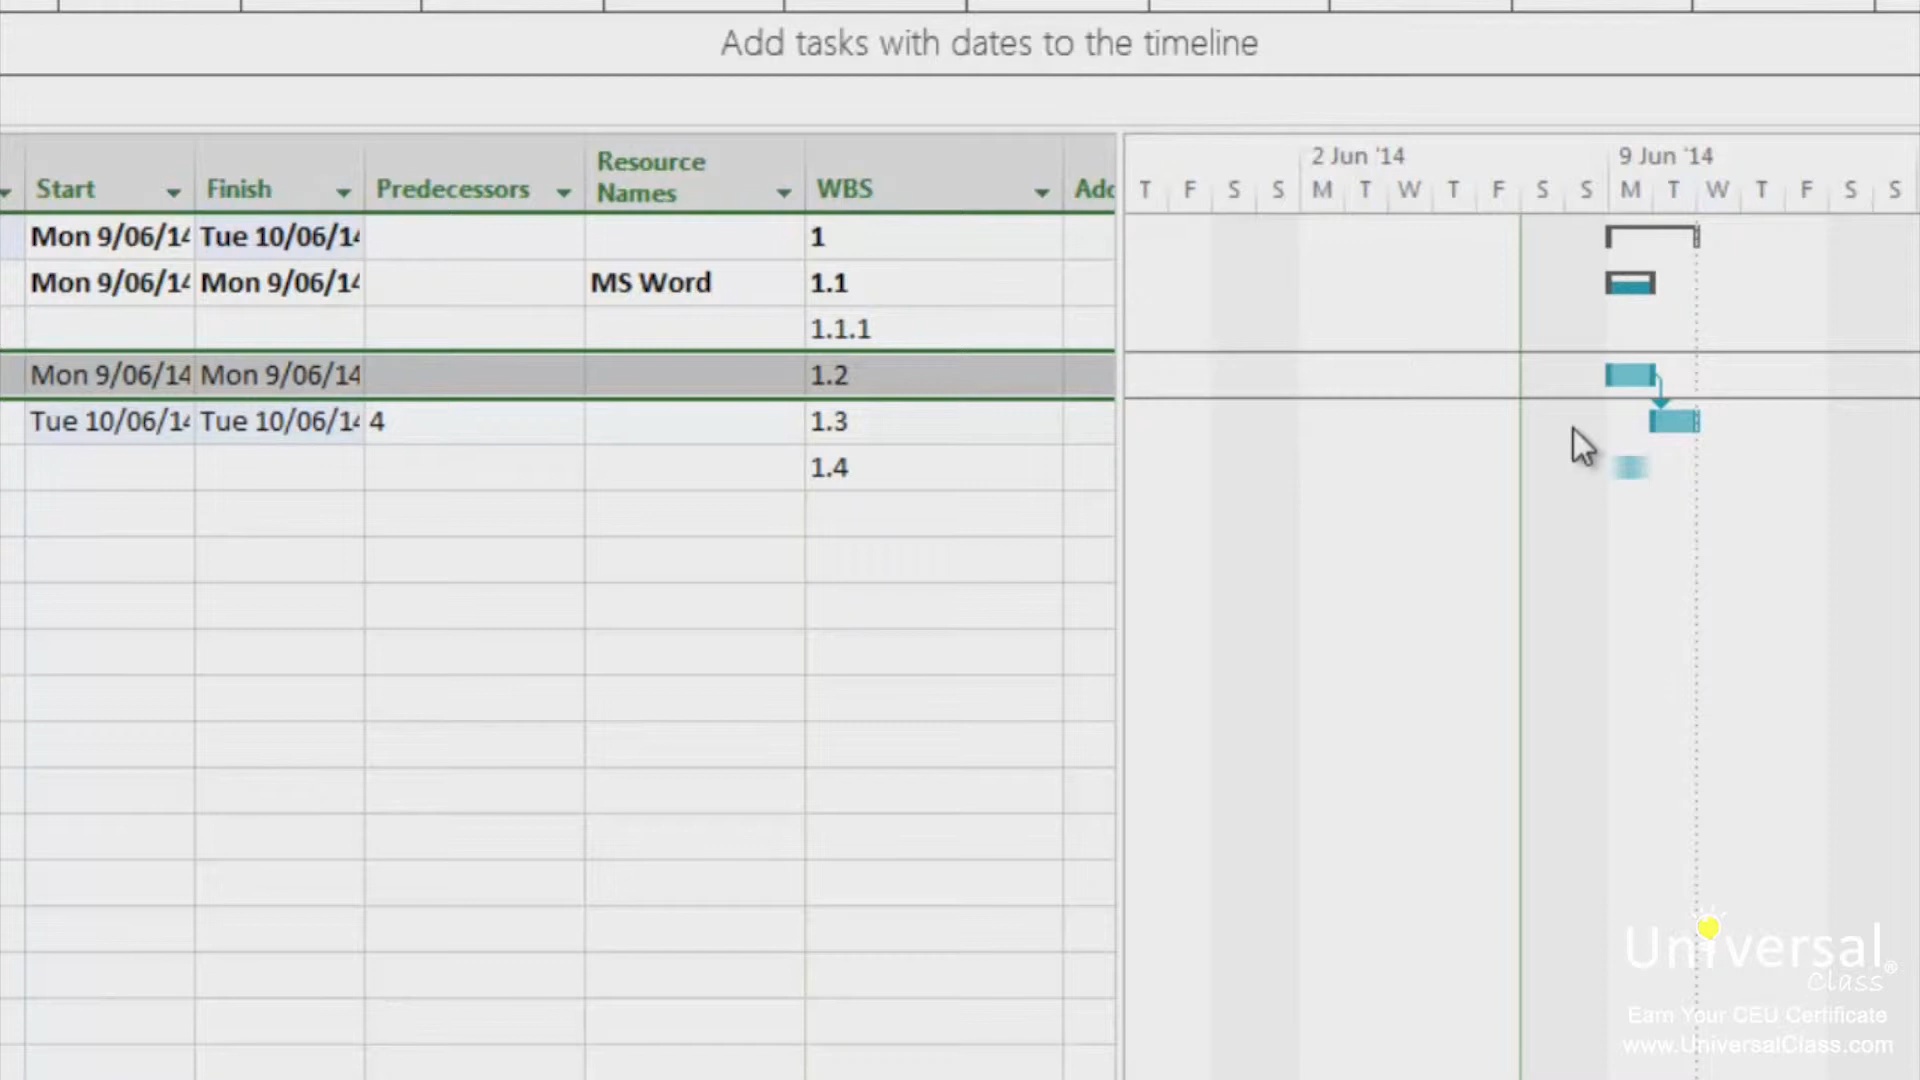 Add tasks with dates to the timeline
Start Finish Predecessors Resource Names WBS Add
2 Jun '14 9 Jun '14
T F S S M T W T F S S M T W T F S S
Mon 9/06/14 Tue 10/06/14 1
Mon 9/06/14 Mon 9/06/14 MS Word 1.1
1.1.1
Mon 9/06/14 Mon 9/06/14 1.2
Tue 10/06/14 Tue 10/06/14 4 1.3
1.4
Universal
Class
®
Earn Your CEU Certificate
www.UniversalClass.com